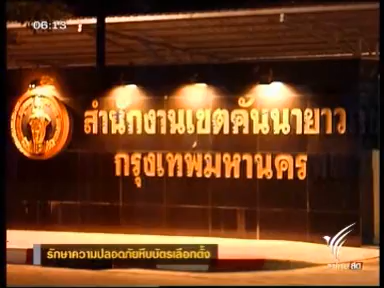 06:13
สำนักงานเขตคันนายาว
กรุงเทพมหานคร
รักษาความปลอดภัยหีบบัตรเลือกตั้ง